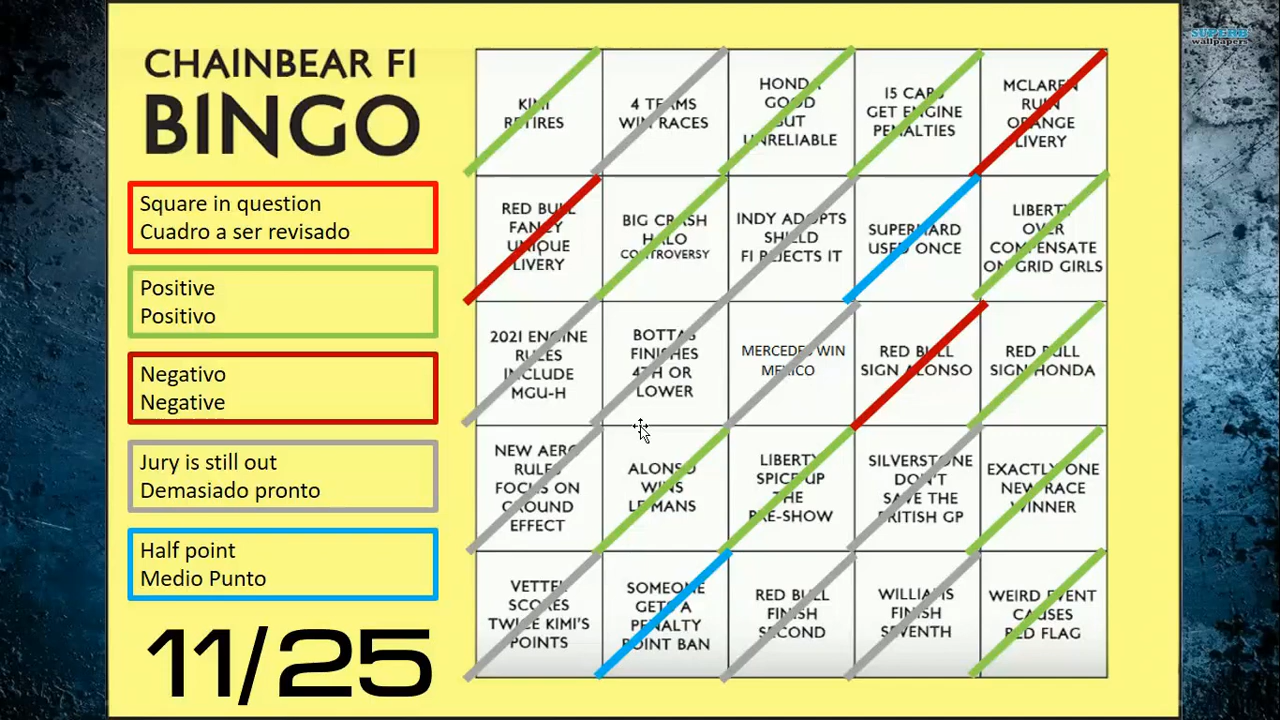 CHAINBEAR F1
BINGO
SUPERB
wallpapers
Square in question
Cuadro a ser revisado
Positive
Positivo
Negativo
Negative
Jury is still out
Demasiado pronto
Half point
Medio Punto
11/25
KIMI
RETIRES
4 TEAMS
WIN RACES
HONDA
GOOD
BUT
UNRELIABLE
15 CARS
GET ENGINE
PENALTIES
MCLAREN
RUIN
ORANGE
LIVERY
RED BULL
FANCY
UNIQUE
LIVERY
BIG CRASH
HALO
CONTROVERSY
INDY ADOPTS
SHIELD
F1 REJECTS IT
SUPERHARD
USED ONCE
LIBERTY
OVER
COMPENSATE
ON GRID GIRLS
2021 ENGINE
RULES
INCLUDE
MGU-H
BOTTAS
FINISHES
4TH OR
LOWER
MERCEDES WIN
MEXICO
RED BULL
SIGN ALONSO
RED BULL
SIGN HONDA
NEW AERO
RULES
FOCUS ON
GROUND
EFFECT
ALONSO
WINS
LE MANS
LIBERTY
SPICE UP
THE
PRE-SHOW
SILVERSTONE
DON'T
SAVE THE
BRITISH GP
EXACTLY ONE
NEW RACE
WINNER
VETTEL
SCORES
TWICE KIMI'S
POINTS
SOMEONE
GETS A
PENALTY
POINT BAN
RED BULL
FINISH
SECOND
WILLIAMS
FINISH
SEVENTH
WEIRD EVENT
CAUSES
RED FLAG